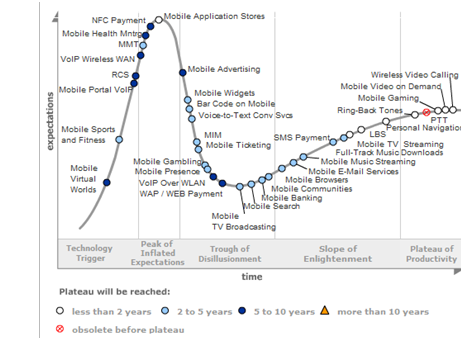 NFC Payment
Mobile Application Stores
Mobile Health Mntrg
MMT
VoIP Wireless WAN
RCS
Mobile Portal VoIP
Mobile Advertising
Mobile Widgets
Bar Code on Mobile
Voice-to-Text Conv Svcs
Mobile Sports
and Fitness
MIM
Mobile Ticketing
Mobile
Virtual
Worlds
Mobile Gambling
Mobile Presence
VoIP Over WLAN
WAP / WEB Payment
Mobile
TV Broadcasting
Mobile Search
Mobile Banking
Mobile Communities
Mobile Browsers
Mobile E-Mail Services
Mobile Music Streaming
Full-Track Music Downloads
SMS Payment
LBS
Mobile TV Streaming
Personal Navigation
Ring-Back Tones
PTT
Mobile Gaming
Mobile Video on Demand
Wireless Video Calling
expectations
Technology
Trigger
Peak of
Inflated
Expectations
Trough of
Disillusionment
Slope of
Enlightenment
Plateau of
Productivity
time
Plateau will be reached:
less than 2 years
2 to 5 years
5 to 10 years
more than 10 years
obsolete before plateau